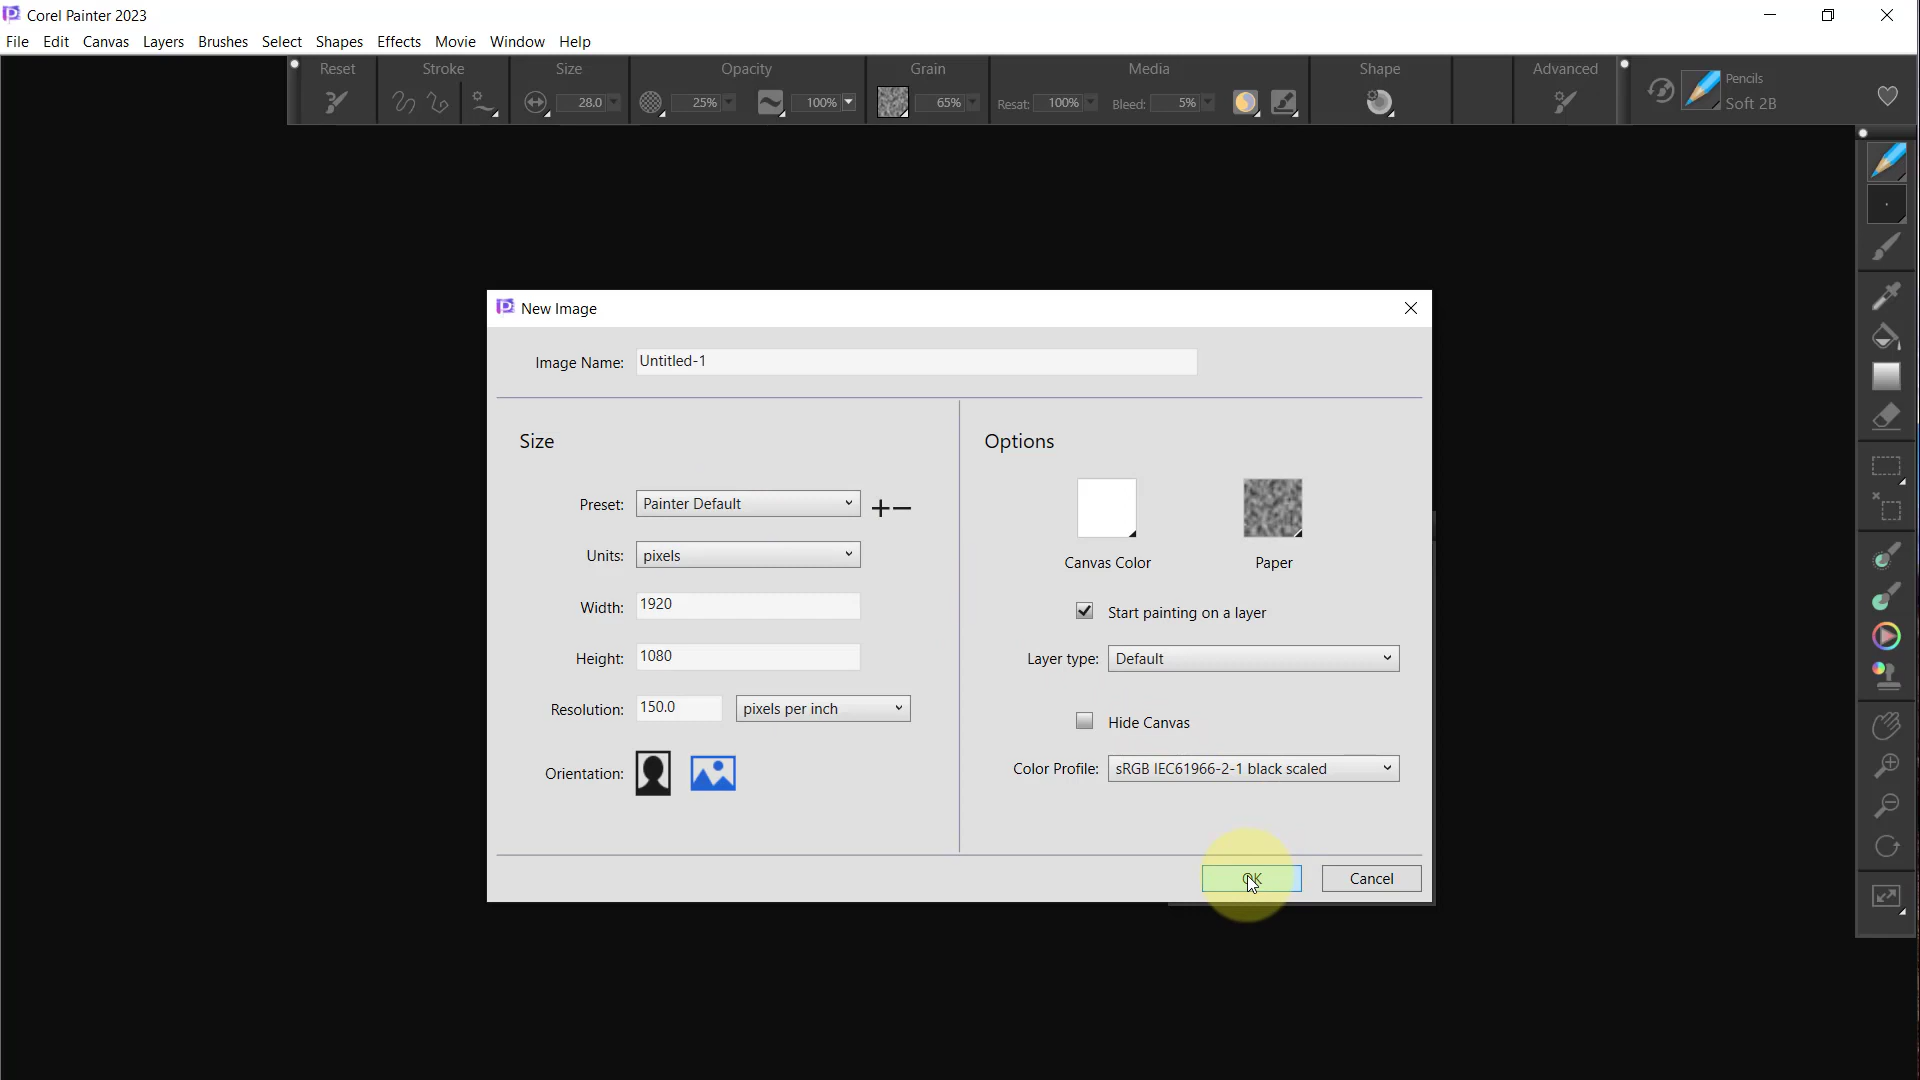 Corel Painter 2023
File Edit Canvas Layers Brushes Select Shapes Effects Movie Window Help
Reset Stroke Size Opacity Grain Media Shape Advanced
28.0 25% 100% 65% Resat: 100% Bleed: 5%
Pencils
Soft 2B
New Image
Image Name: Untitled-1
Size
Preset: Painter Default
Units: pixels
Width: 1920
Height: 1080
Resolution: 150.0 pixels per inch
Orientation:
Options
Canvas Color Paper
Start painting on a layer
Layer type: Default
Hide Canvas
Color Profile: sRGB IEC61966-2-1 black scaled
OK Cancel